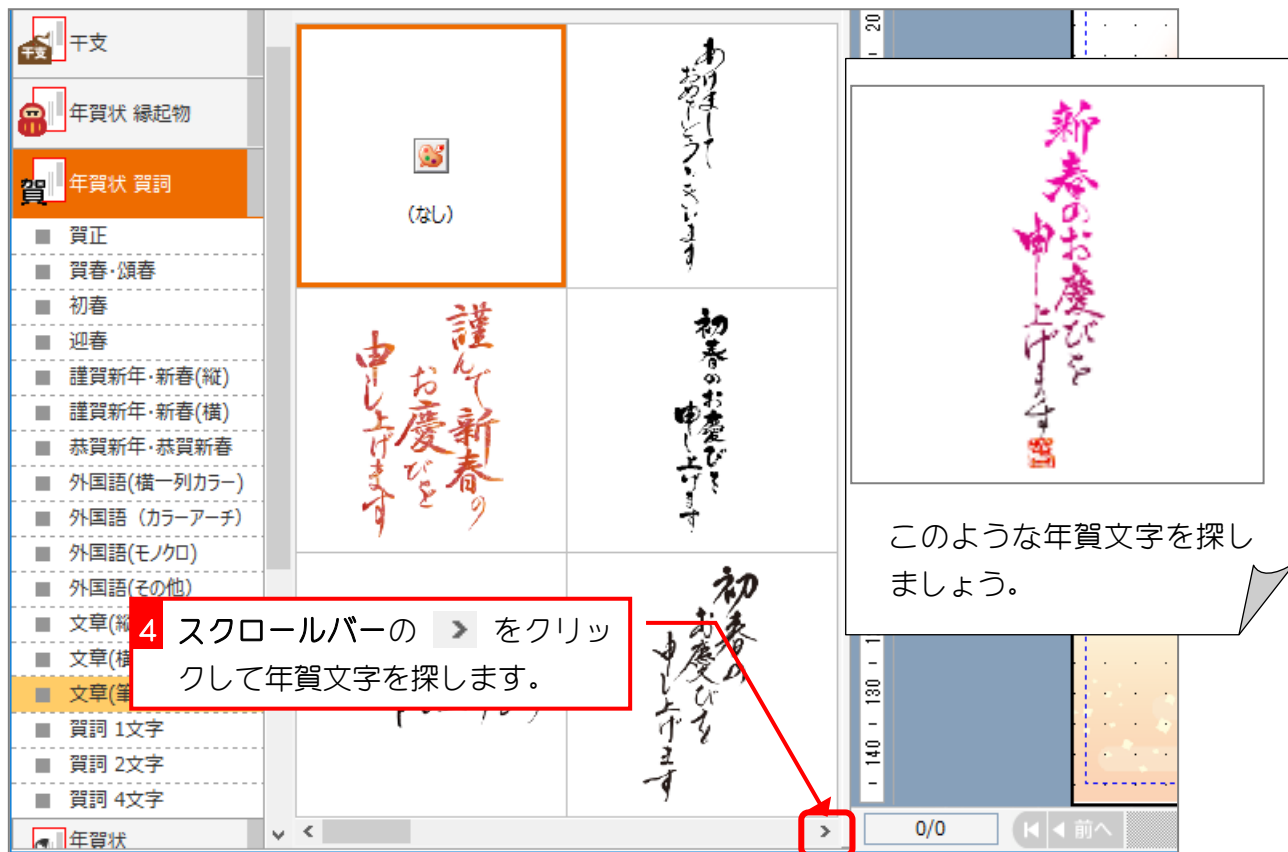 干支
干支
年賀状 縁起物
賀
年賀状 賀詞
賀正
賀春・頌春
初春
迎春
謹賀新年・新春(縦)
謹賀新年・新春(横)
恭賀新年・恭賀新春
外国語(横一列カラー)
外国語 (カラーアーチ)
外国語(モノクロ)
外国語(その他)
文章(縦
文章(横
文章(筆
賀詞 1文字
賀詞 2文字
賀詞 4文字
年賀状
(なし)
あけまして
おめでとうございます
謹んで新春の
お慶びを
申し上げます
初春のお慶びを
申し上げます
初春の
お慶びを
申し上げます
4 スクロールバーの > をクリッ
クして年賀文字を探します。
20
130
140
新春のお慶びを
申し上げます
このような年賀文字を探し
ましょう。
0/0
前へ